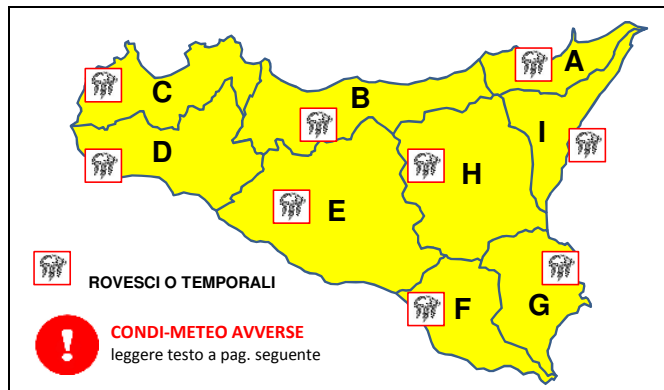 A
C
B
I
D
H
E
ROVESCI O TEMPORALI
F
G
CONDI-METEO AVVERSE
leggere testo a pag. seguente